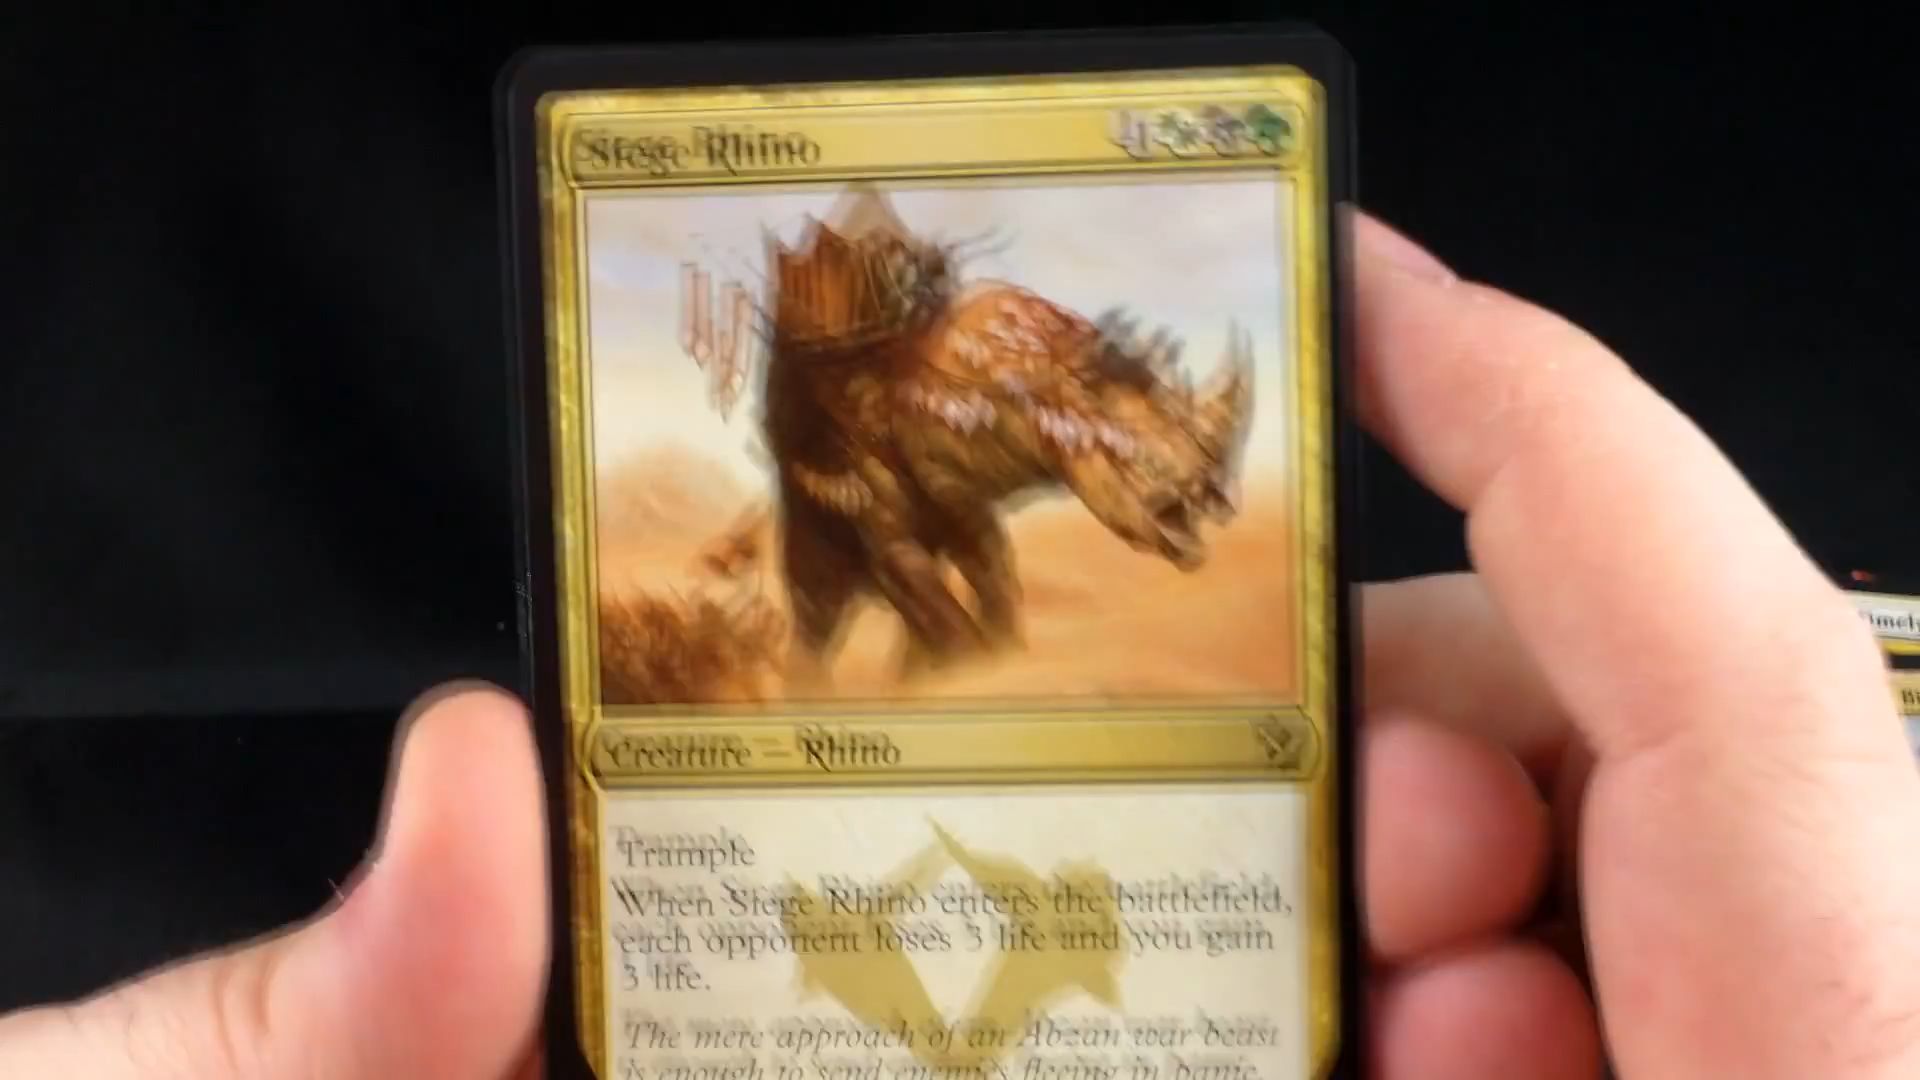 Siege Rhino
Creature — Rhino
Trample
When Siege Rhino enters the battlefield,
each opponent loses 3 life and you gain
3 life.
The mere approach of an Abzan war beast
is enough to send enemies fleeing in panic.